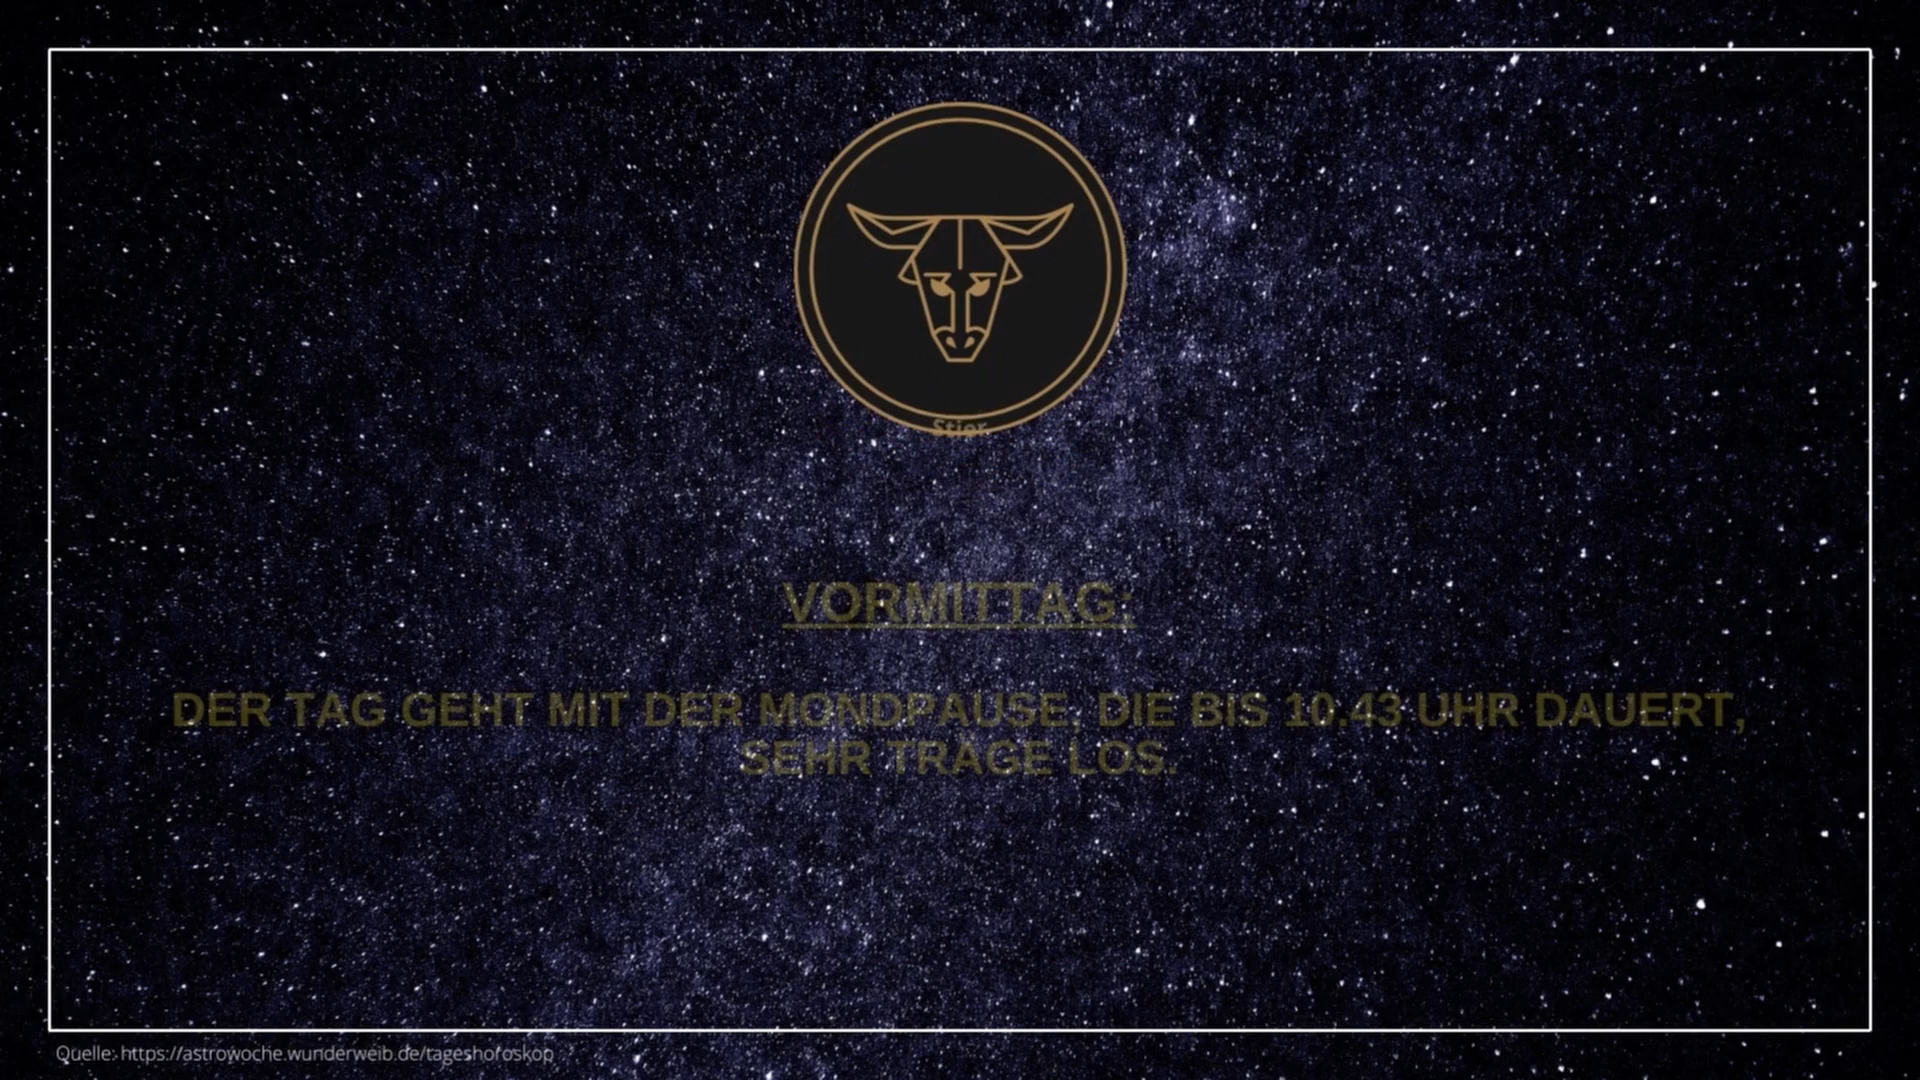 Stier
VORMITTAG:
DER TAG GEHT MIT DER MONDPAUSE, DIE BIS 10.43 UHR DAUERT,
SEHR TRÄGE LOS.
Quelle: https://astrowoche.wunderweib.de/tageshoroskop